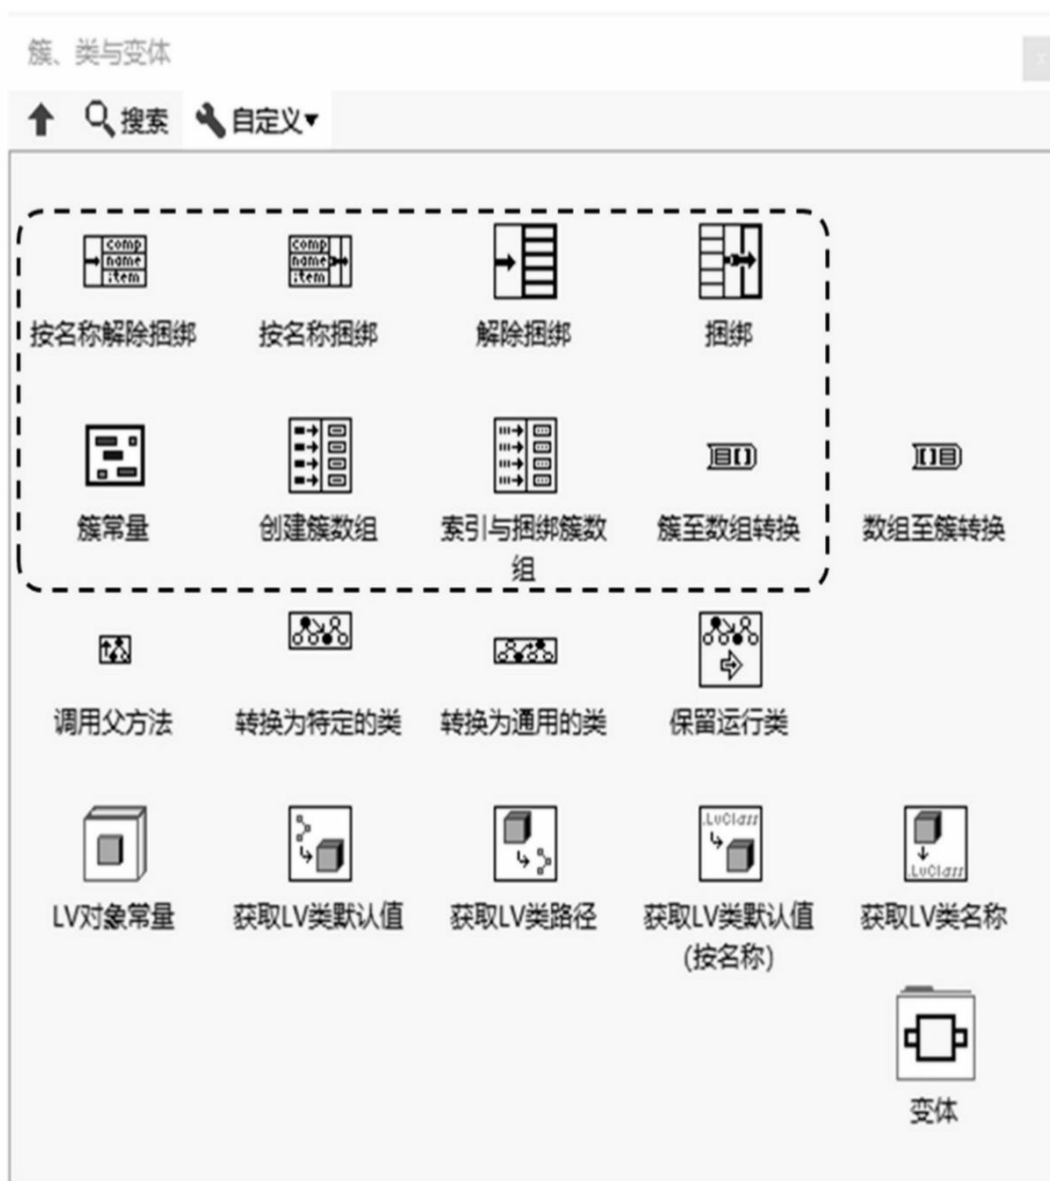 簇、类与变体
x
搜索 自定义▼
comp
name
item
comp
name
item
按名称解除捆绑 按名称捆绑 解除捆绑 捆绑
簇常量 创建簇数组 索引与捆绑簇数 簇至数组转换 数组至簇转换
组
调用父方法 转换为特定的类 转换为通用的类 保留运行类
.LvClass
.LvClass
LV对象常量 获取LV类默认值 获取LV类路径 获取LV类默认值 获取LV类名称
(按名称)
变体